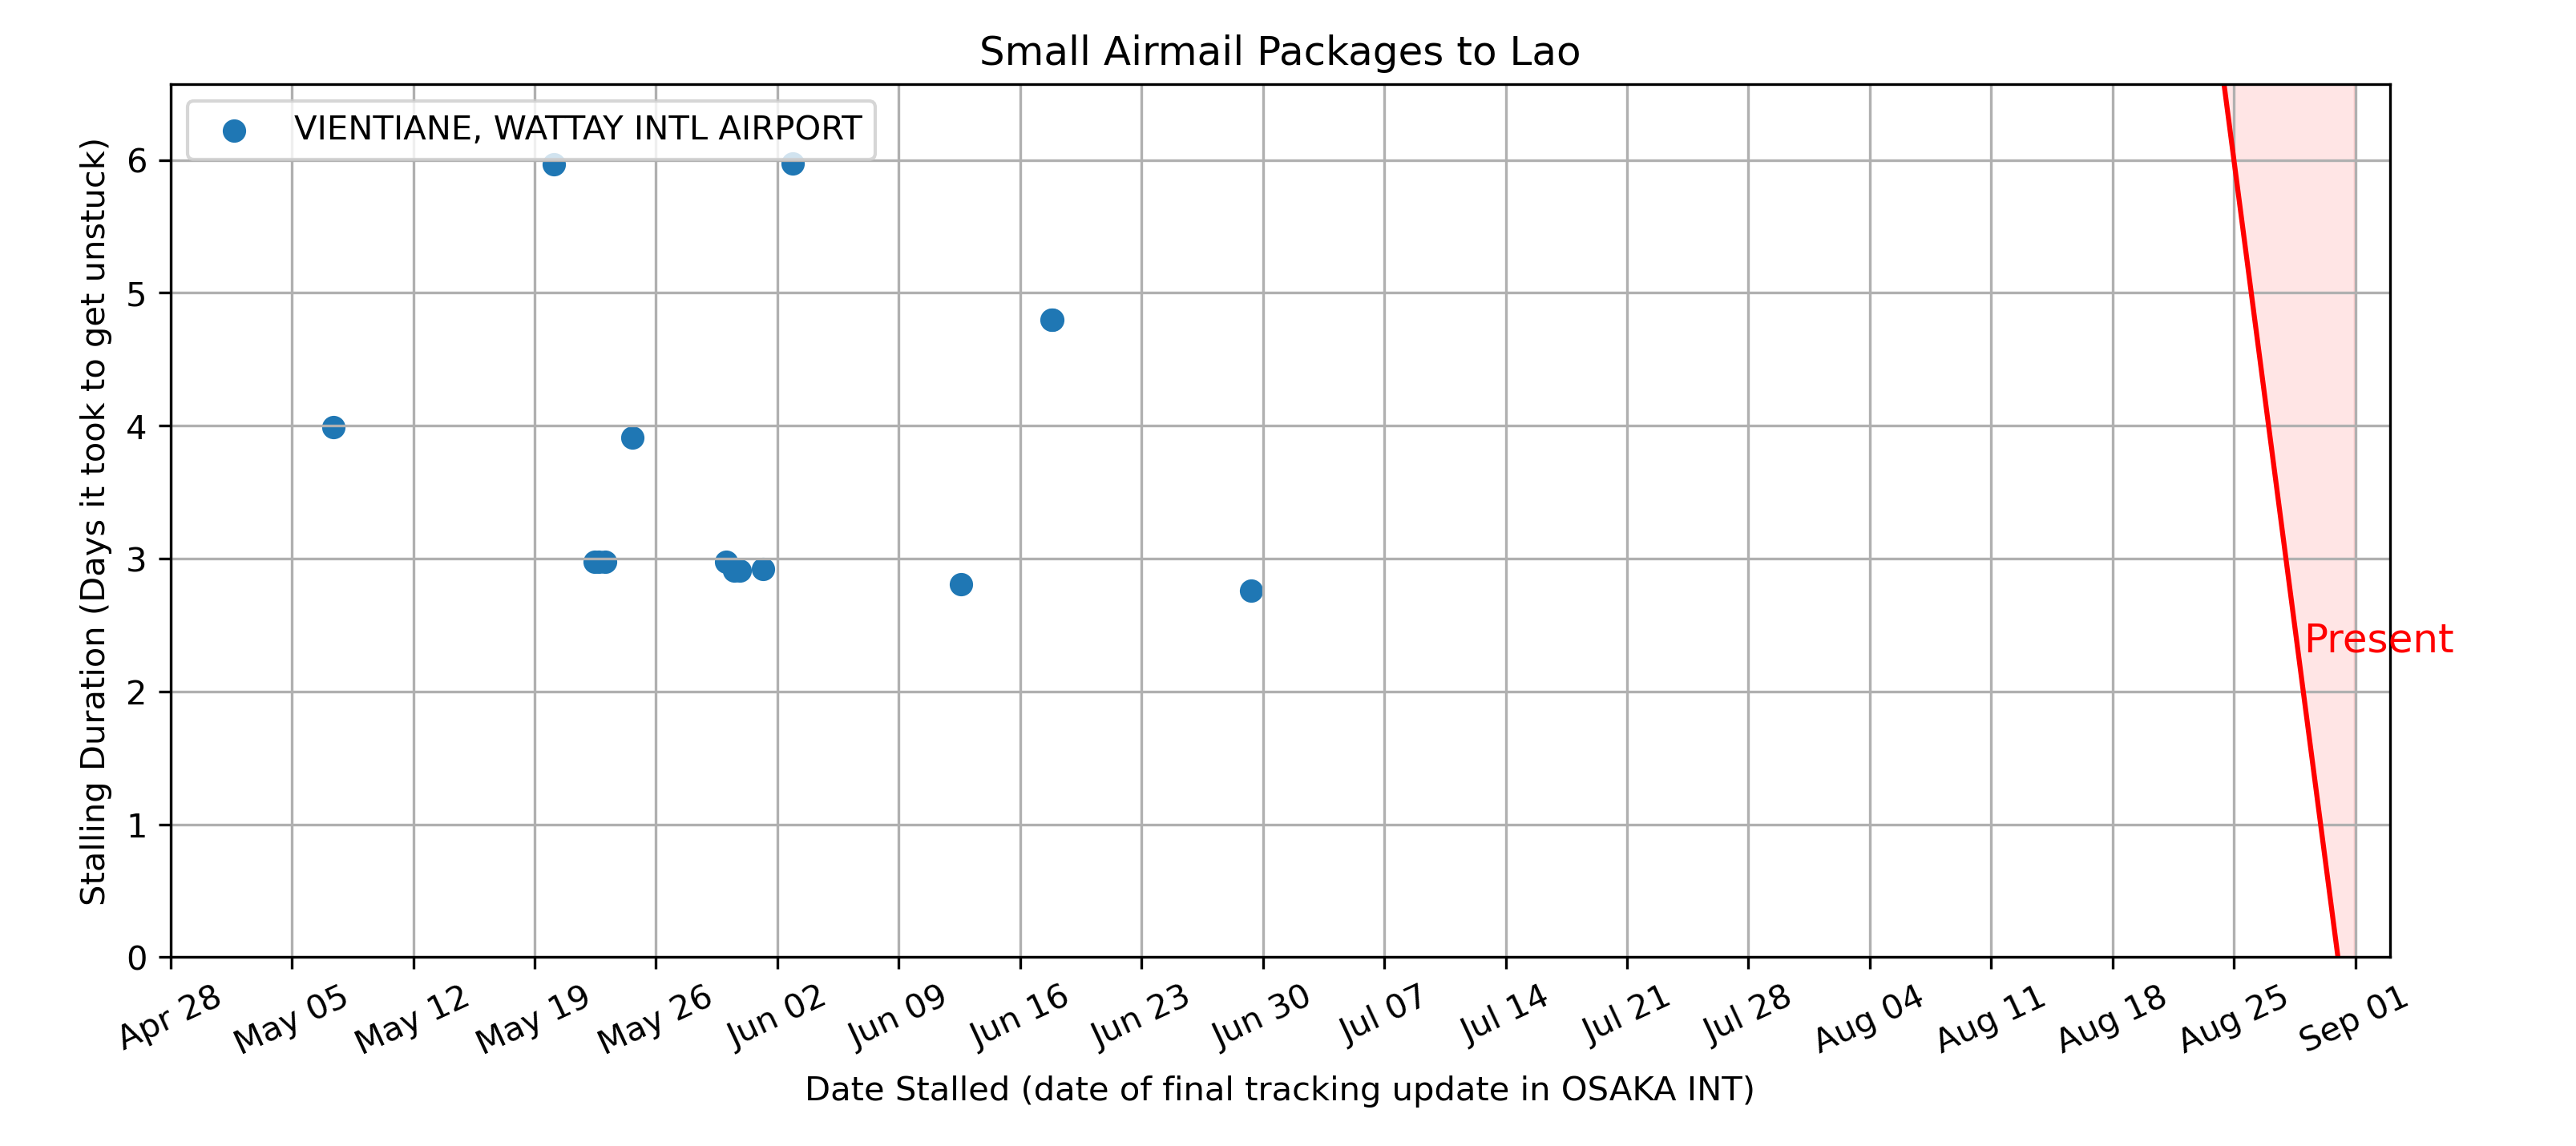 Small Airmail Packages to Lao
VIENTIANE, WATTAY INTL AIRPORT
Stalling Duration (Days it took to get unstuck)
6
5
4
3
2
1
0
Present
Apr 28
May 05
May 12
May 19
May 26
Jun 02
Jun 09
Jun 16
Jun 23
Jun 30
Jul 07
Jul 14
Jul 21
Jul 28
Aug 04
Aug 11
Aug 18
Aug 25
Sep 01
Date Stalled (date of final tracking update in OSAKA INT)